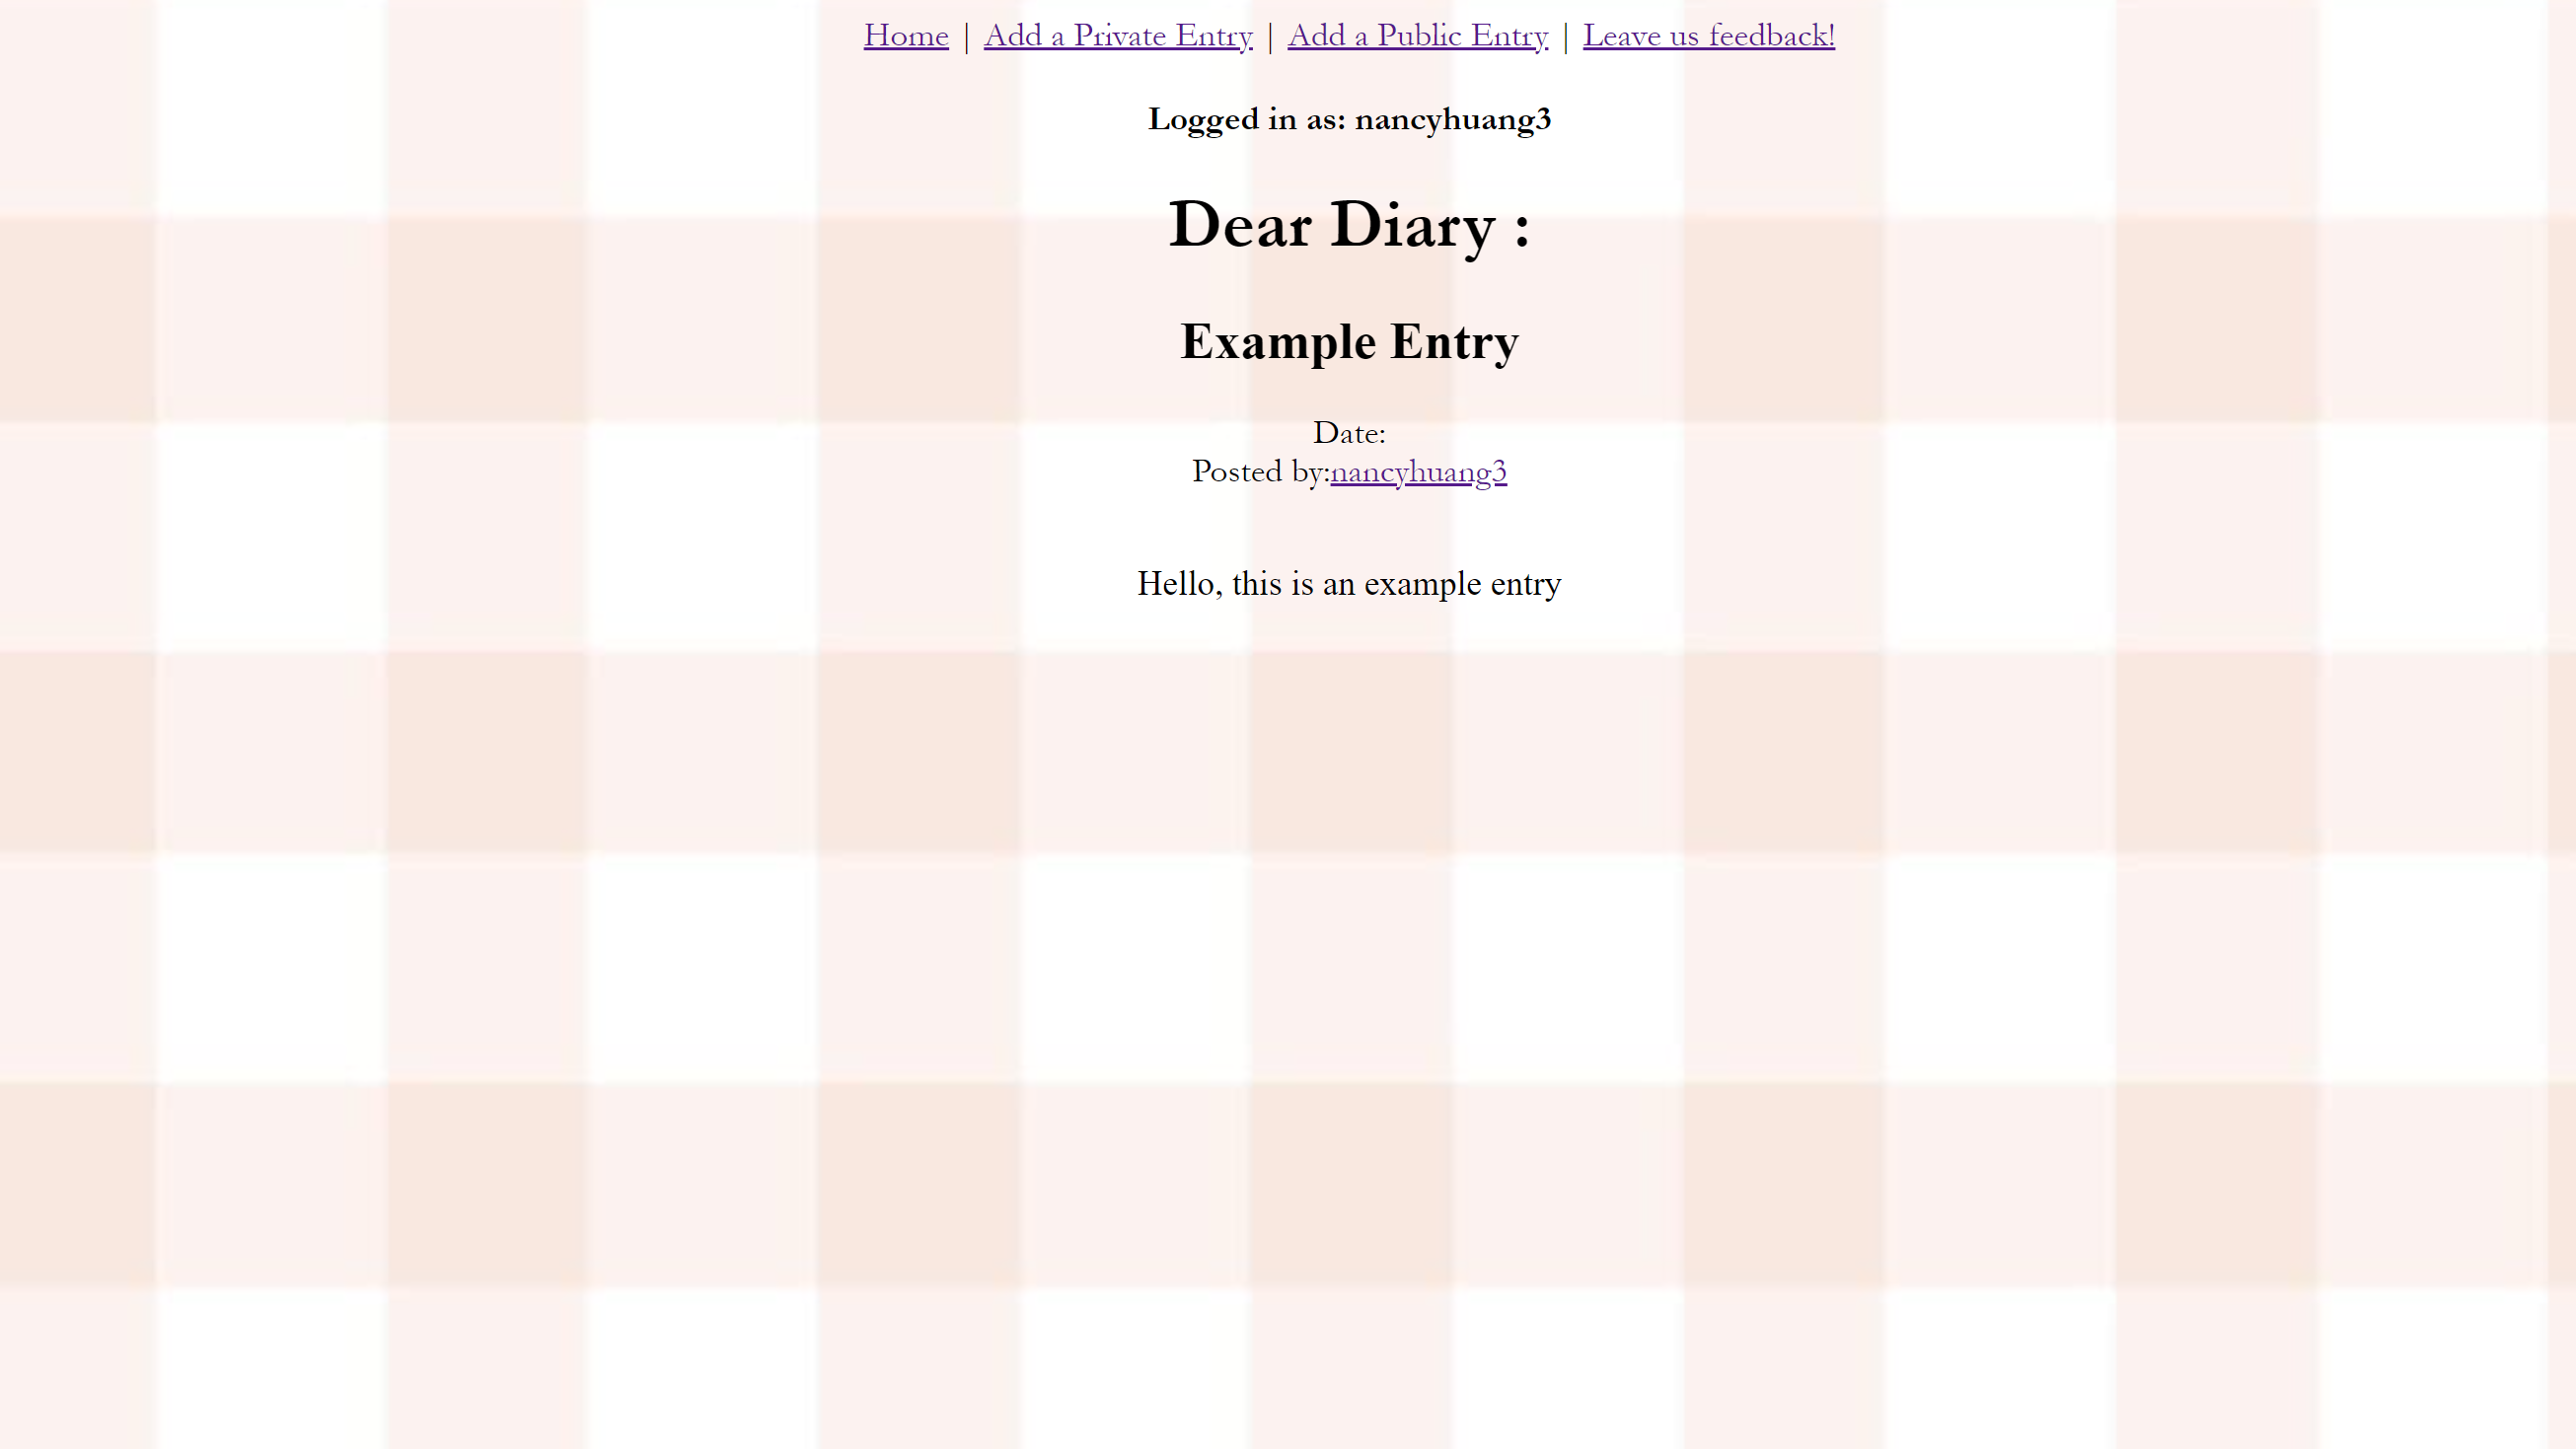 Home | Add a Private Entry | Add a Public Entry | Leave us feedback!
Logged in as: nancyhuang3
Dear Diary :
Example Entry
Date:
Posted by:nancyhuang3
Hello, this is an example entry